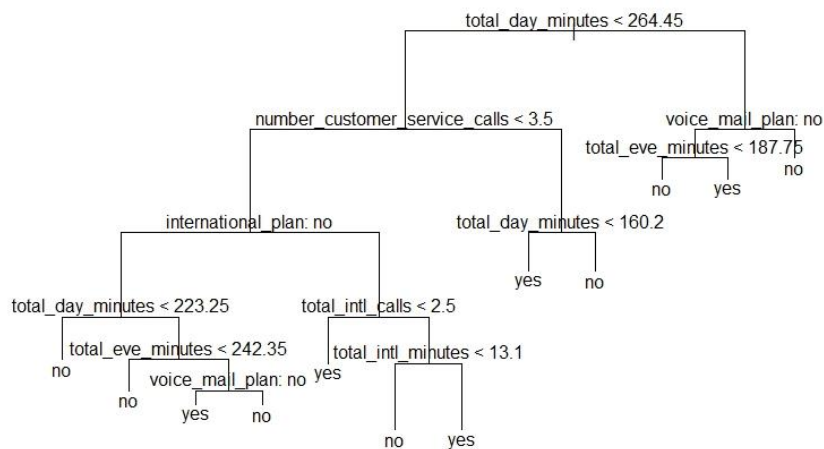 total_day_minutes < 264.45
number_customer_service_calls < 3.5
voice_mail_plan: no
total_eve_minutes < 187.75
no
no
yes
international_plan: no
total_day_minutes < 160.2
yes
no
total_day_minutes < 223.25
total_intl_calls < 2.5
total_eve_minutes < 242.35
total_intl_minutes < 13.1
no
yes
voice_mail_plan: no
no
yes
no
no
yes